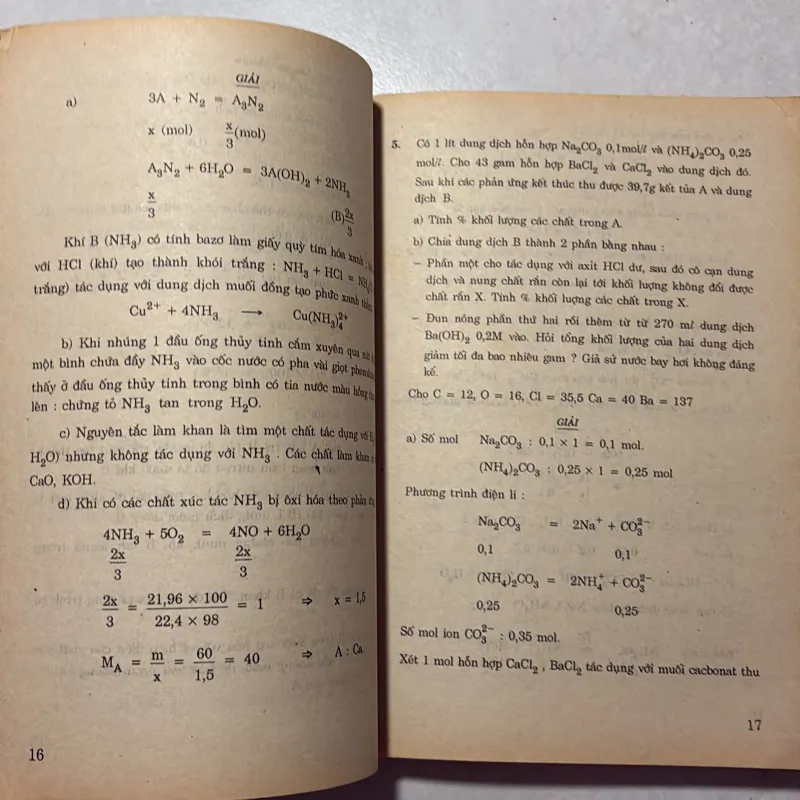 GIẢI
a) 3A + N₂ = A₃N₂
x (mol) x/3 (mol)
A₃N₂ + 6H₂O = 3A(OH)₂ + 2NH₃
x/3 (B) 2x/3
Khí B (NH₃) có tính bazơ làm giấy quỳ tím hóa xanh ;
với HCl (khí) tạo thành khói trắng : NH₃ + HCl =
trắng) tác dụng với dung dịch muối đồng tạo phức xanh
Cu²⁺ + 4NH₃ ⟶ Cu(NH₃)₄²⁺
b) Khi nhúng 1 đầu ống thủy tinh cắm xuyên qua
một bình chứa đầy NH₃ vào cốc nước có pha vài giọt
thấy ở đầu ống thủy tinh trong bình có tia nước màu hồng
lên : chứng tỏ NH₃ tan trong H₂O.
c) Nguyên tắc làm khan là tìm một chất tác dụng với
H₂O) nhưng không tác dụng với NH₃ . Các chất làm khan
CaO, KOH.
d) Khi có các chất xúc tác NH₃ bị ôxi hóa theo phản
4NH₃ + 5O₂ = 4NO + 6H₂O
2x/3 2x/3
2x/3 = 21,96 × 100 / 22,4 × 98 = 1 ⇒ x = 1,5
M_A = m/x = 60/1,5 = 40 ⇒ A : Ca
16
5. Có 1 lít dung dịch hỗn hợp Na₂CO₃ 0,1mol/l và (NH₄)₂CO₃ 0,25
mol/l. Cho 43 gam hỗn hợp BaCl₂ và CaCl₂ vào dung dịch đó.
Sau khi các phản ứng kết thúc thu được 39,7g kết tủa A và dung
dịch B.
a) Tính % khối lượng các chất trong A.
b) Chia dung dịch B thành 2 phần bằng nhau :
– Phần một cho tác dụng với axit HCl dư, sau đó cô cạn dung
dịch và nung chất rắn còn lại tới khối lượng không đổi được
chất rắn X. Tính % khối lượng các chất trong X.
– Đun nóng phần thứ hai rồi thêm từ từ 270 ml dung dịch
Ba(OH)₂ 0,2M vào. Hỏi tổng khối lượng của hai dung dịch
giảm tối đa bao nhiêu gam ? Giả sử nước bay hơi không đáng
kể.
Cho C = 12, O = 16, Cl = 35,5 Ca = 40 Ba = 137
GIẢI
a) Số mol Na₂CO₃ : 0,1 × 1 = 0,1 mol.
(NH₄)₂CO₃ : 0,25 × 1 = 0,25 mol
Phương trình điện li :
Na₂CO₃ = 2Na⁺ + CO₃²⁻
0,1 0,1
(NH₄)₂CO₃ = 2NH₄⁺ + CO₃²⁻
0,25 0,25
Số mol ion CO₃²⁻ : 0,35 mol.
Xét 1 mol hỗn hợp CaCl₂ , BaCl₂ tác dụng với muối cacbonat thu
17